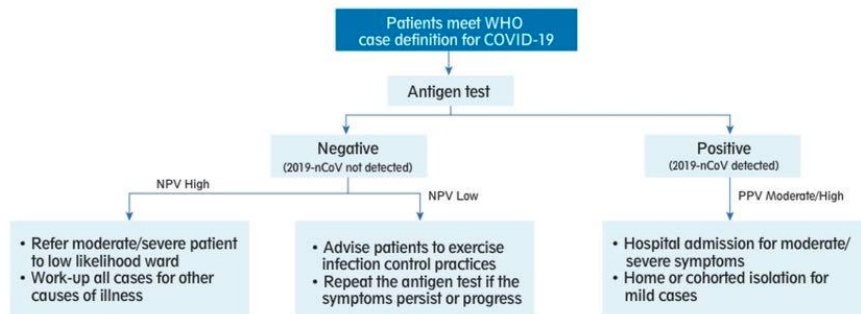 Patients meet WHO
case definition for COVID-19
Antigen test
Negative
(2019-nCoV not detected)
Positive
(2019-nCoV detected)
NPV High
NPV Low
PPV Moderate/High
• Refer moderate/severe patient
to low likelihood ward
• Work-up all cases for other
causes of illness
• Advise patients to exercise
infection control practices
• Repeat the antigen test if the
symptoms persist or progress
• Hospital admission for moderate/
severe symptoms
• Home or cohorted isolation for
mild cases